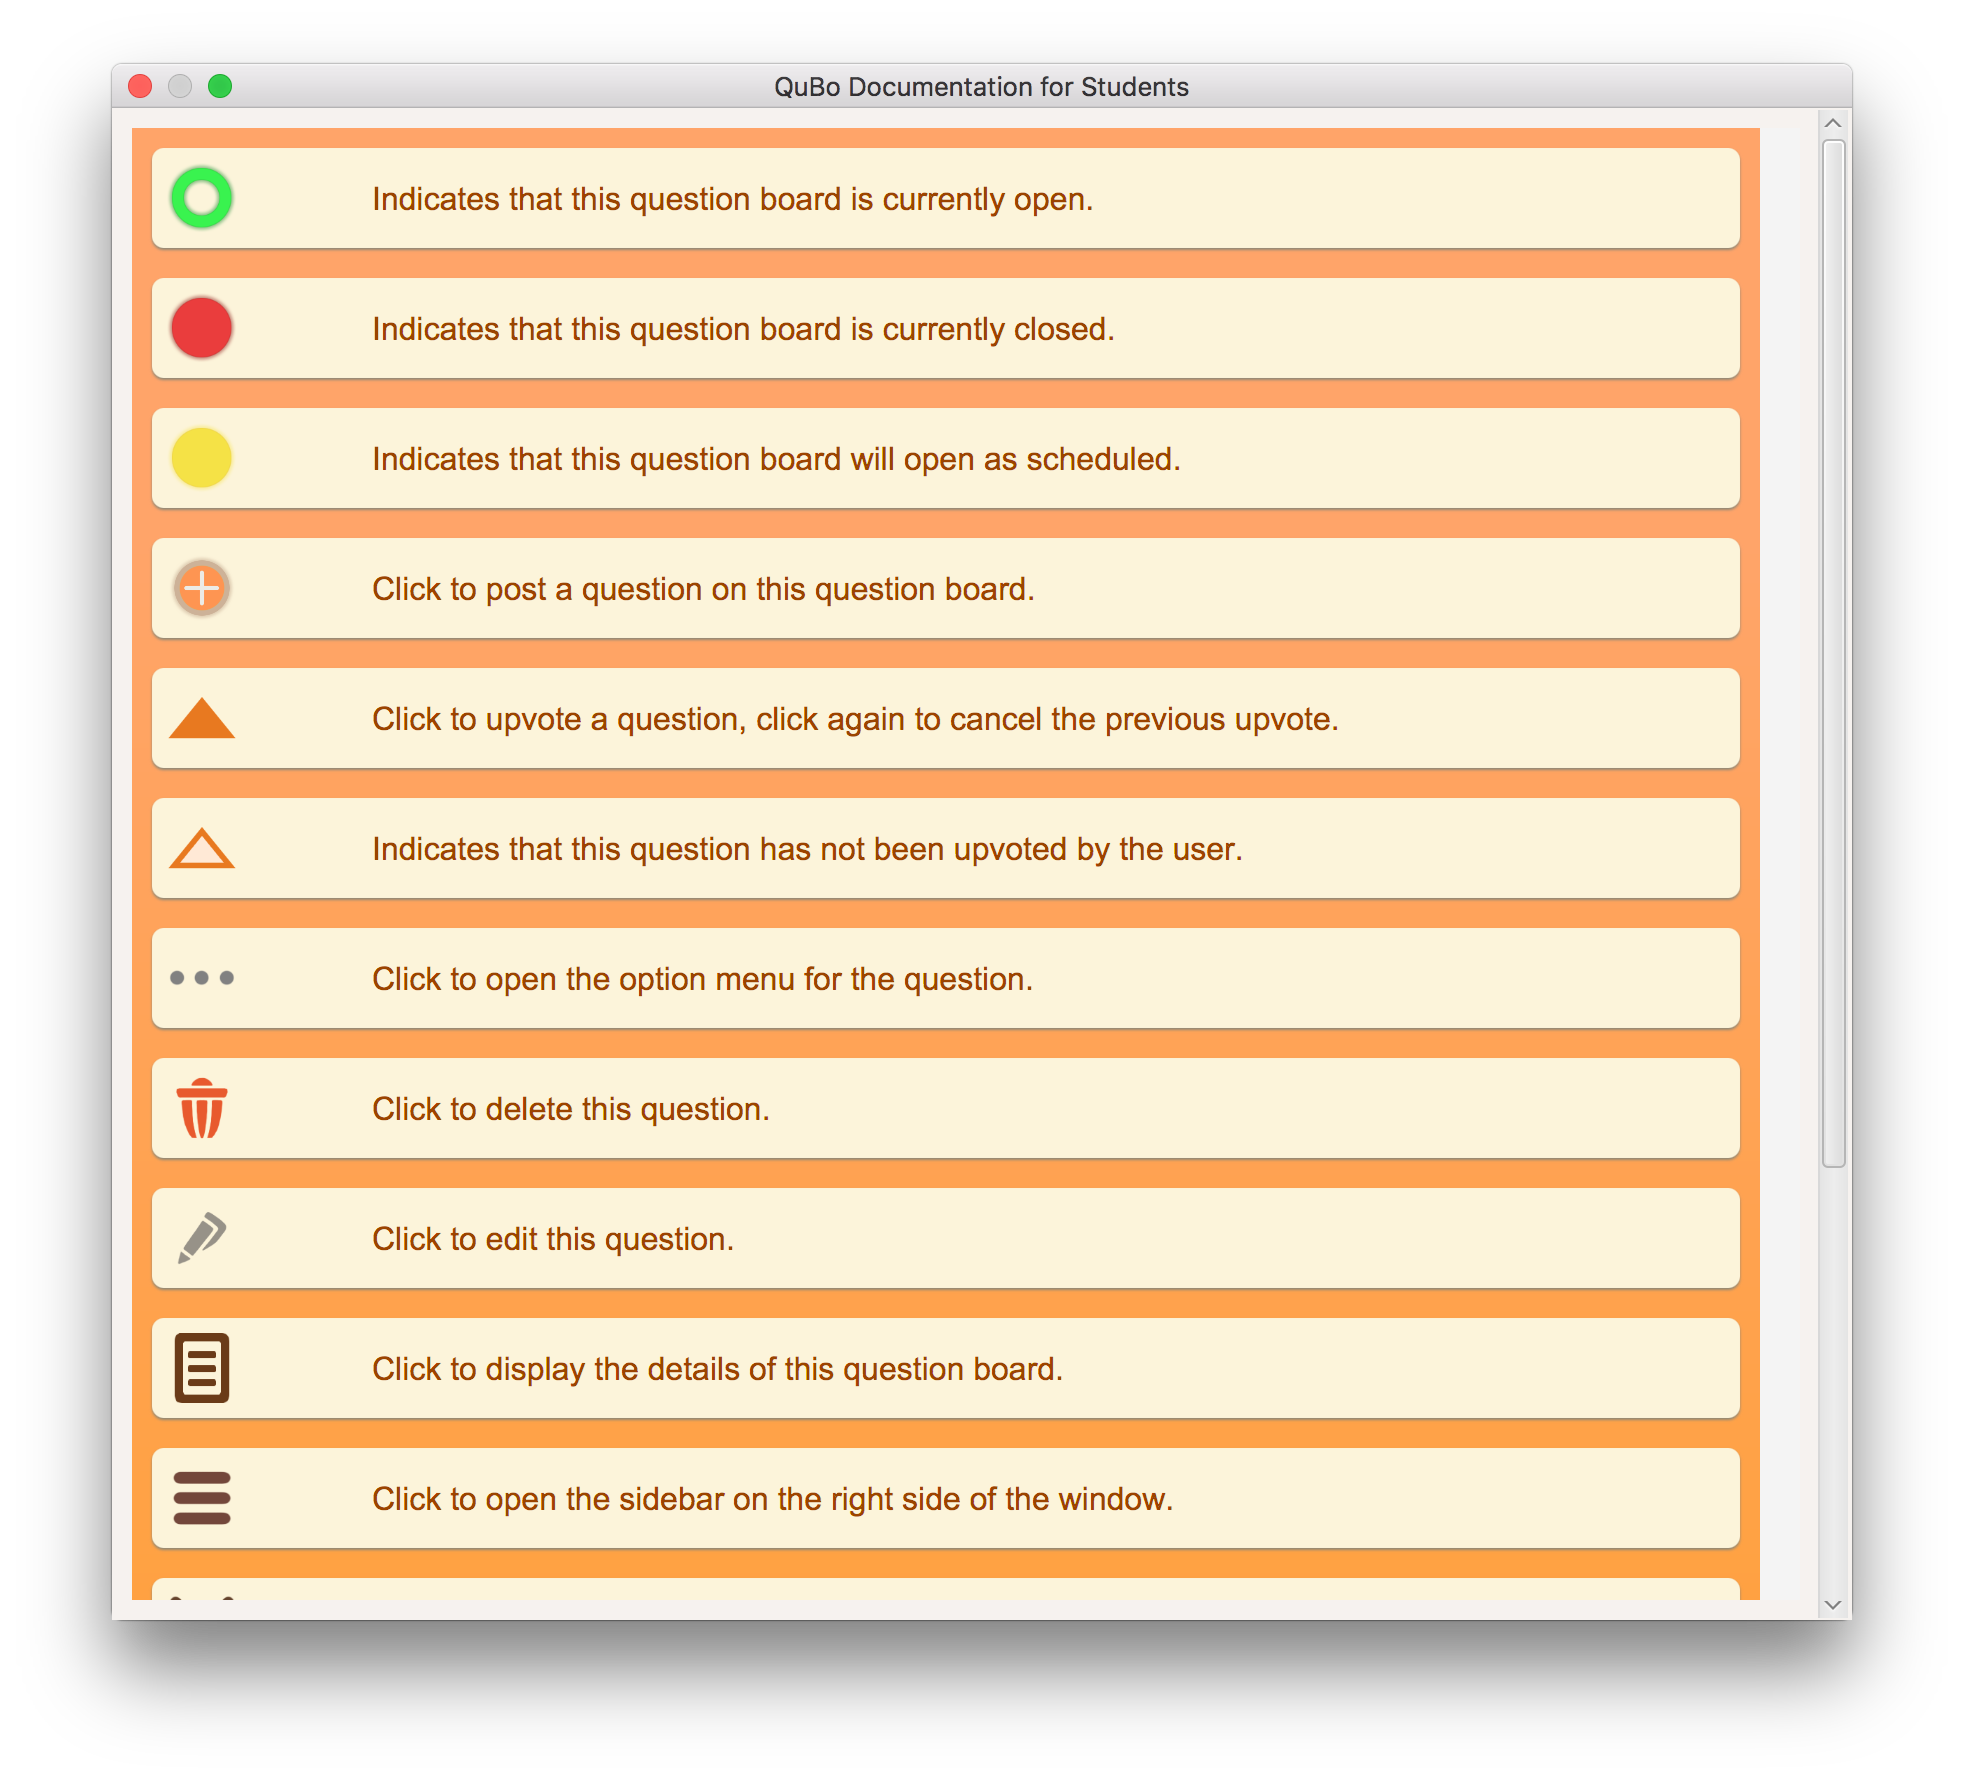 QuBo Documentation for Students
Indicates that this question board is currently open.
Indicates that this question board is currently closed.
Indicates that this question board will open as scheduled.
Click to post a question on this question board.
Click to upvote a question, click again to cancel the previous upvote.
Indicates that this question has not been upvoted by the user.
Click to open the option menu for the question.
Click to delete this question.
Click to edit this question.
Click to display the details of this question board.
Click to open the sidebar on the right side of the window.